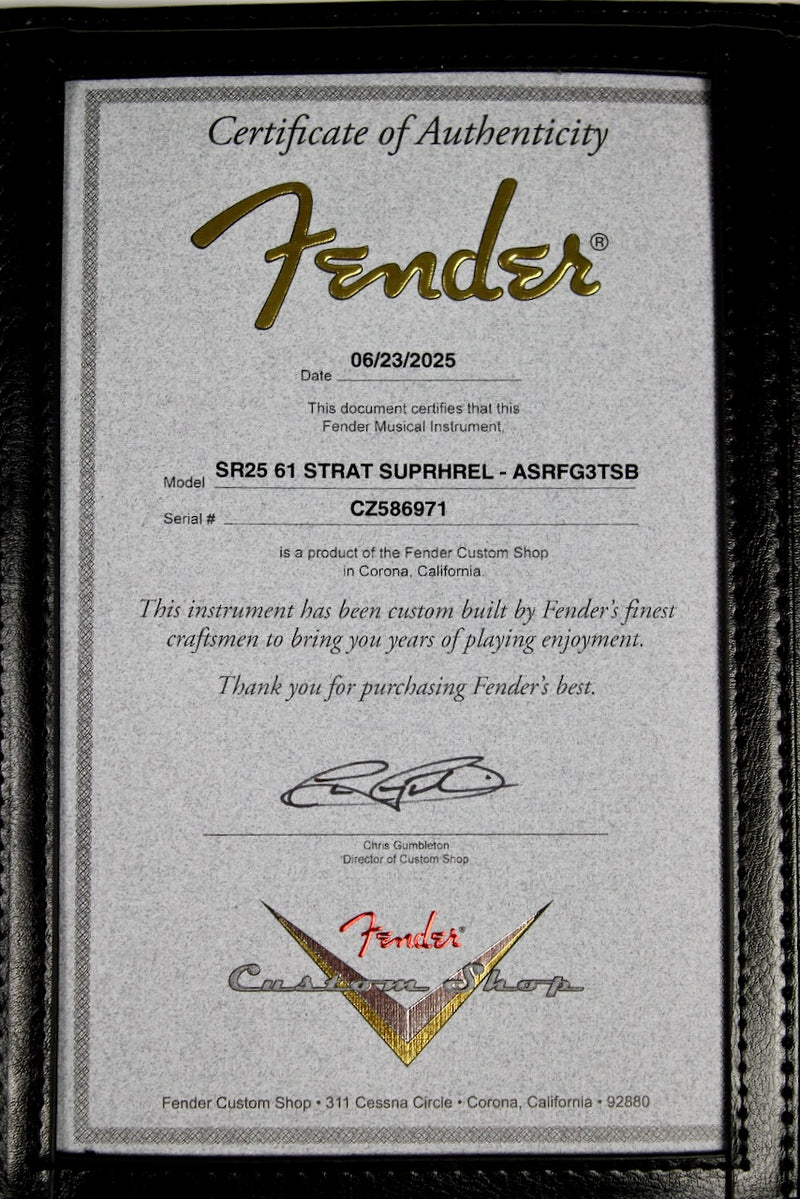 Certificate of Authenticity
Fender®
Date 06/23/2025
This document certifies that this
Fender Musical Instrument,
Model SR25 61 STRAT SUPRHREL - ASRFG3TSB
Serial # CZ586971
is a product of the Fender Custom Shop
in Corona, California.
This instrument has been custom built by Fender's finest
craftsmen to bring you years of playing enjoyment.
Thank you for purchasing Fender's best.
Chris Gumbleton
Director of Custom Shop
Fender®
Custom Shop
Fender Custom Shop • 311 Cessna Circle • Corona, California • 92880